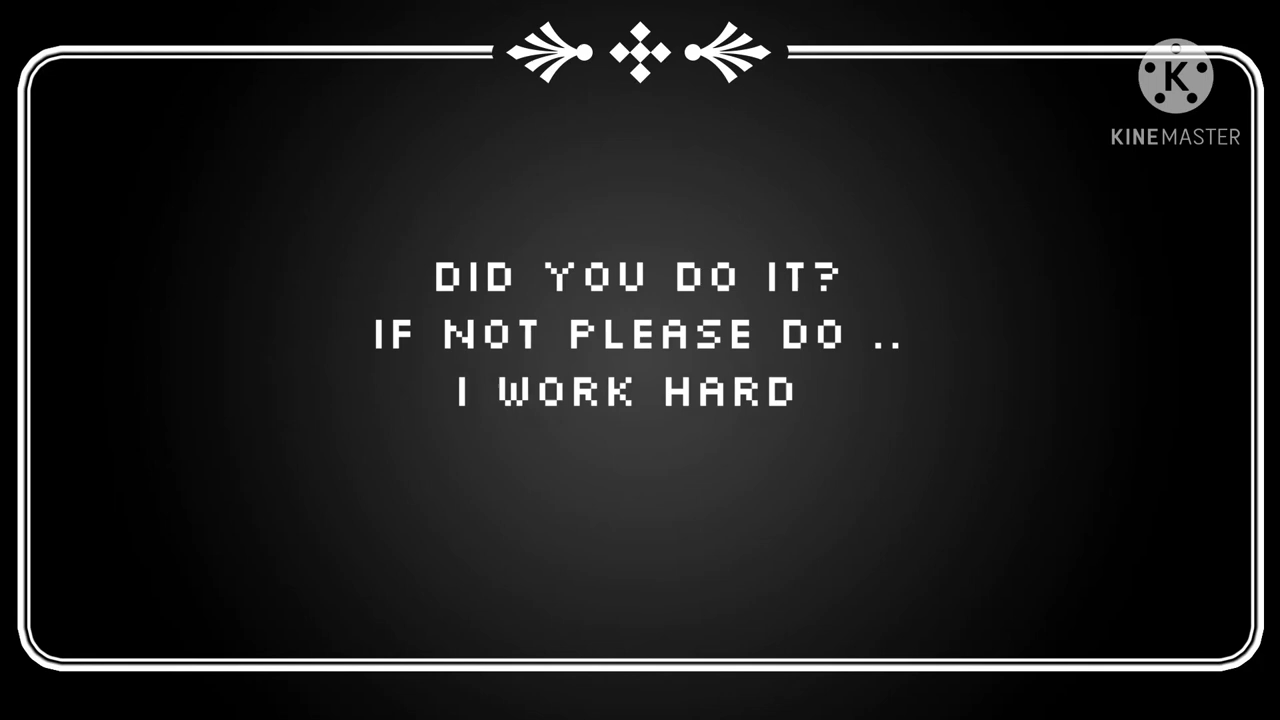 K
KINEMASTER
DID YOU DO IT?
IF NOT PLEASE DO ..
I WORK HARD